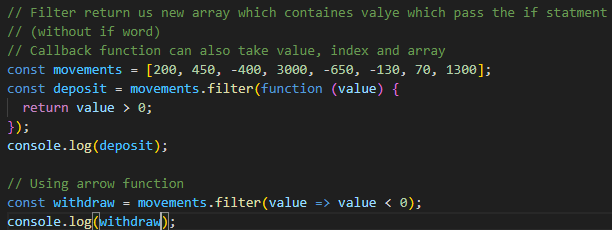 // Filter return us new array which containes valye which pass the if statment
// (without if word)
// Callback function can also take value, index and array
const movements = [200, 450, -400, 3000, -650, -130, 70, 1300];
const deposit = movements.filter(function (value) {
  return value > 0;
});
console.log(deposit);

// Using arrow function
const withdraw = movements.filter(value => value < 0);
console.log(withdraw);